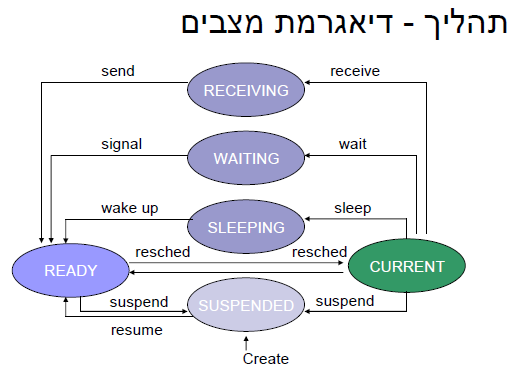 תהליך - דיאגרמת מצבים
send
receive
RECEIVING
signal
wait
WAITING
wake up
sleep
SLEEPING
resched
resched
READY
CURRENT
suspend
suspend
SUSPENDED
resume
Create